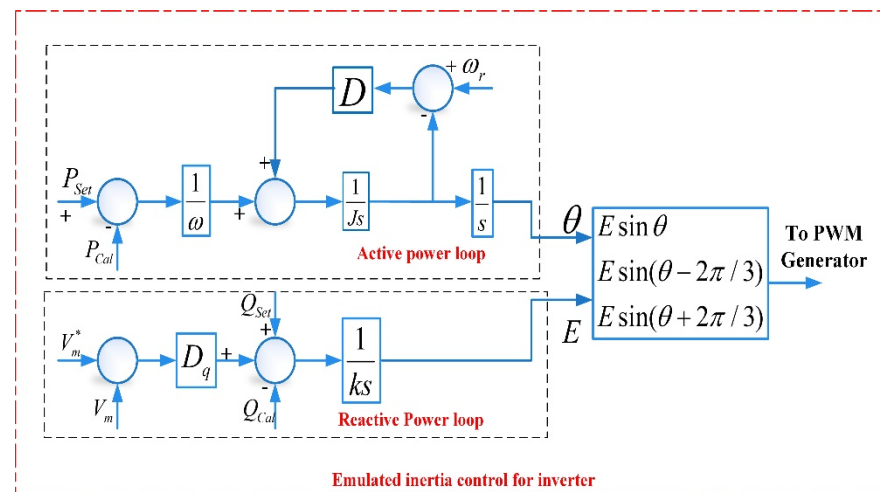 + ω_r
D
-
+
P_Set
+
-
1/ω
+
1/Js
1/s
P_Cal
Active power loop
θ
E sin θ
E sin(θ − 2π / 3)
E sin(θ + 2π / 3)
To PWM
Generator
Q_Set
+
V_m^*
D_q
+
-
1/ks
E
V_m
Q_Cal
Reactive Power loop
Emulated inertia control for inverter